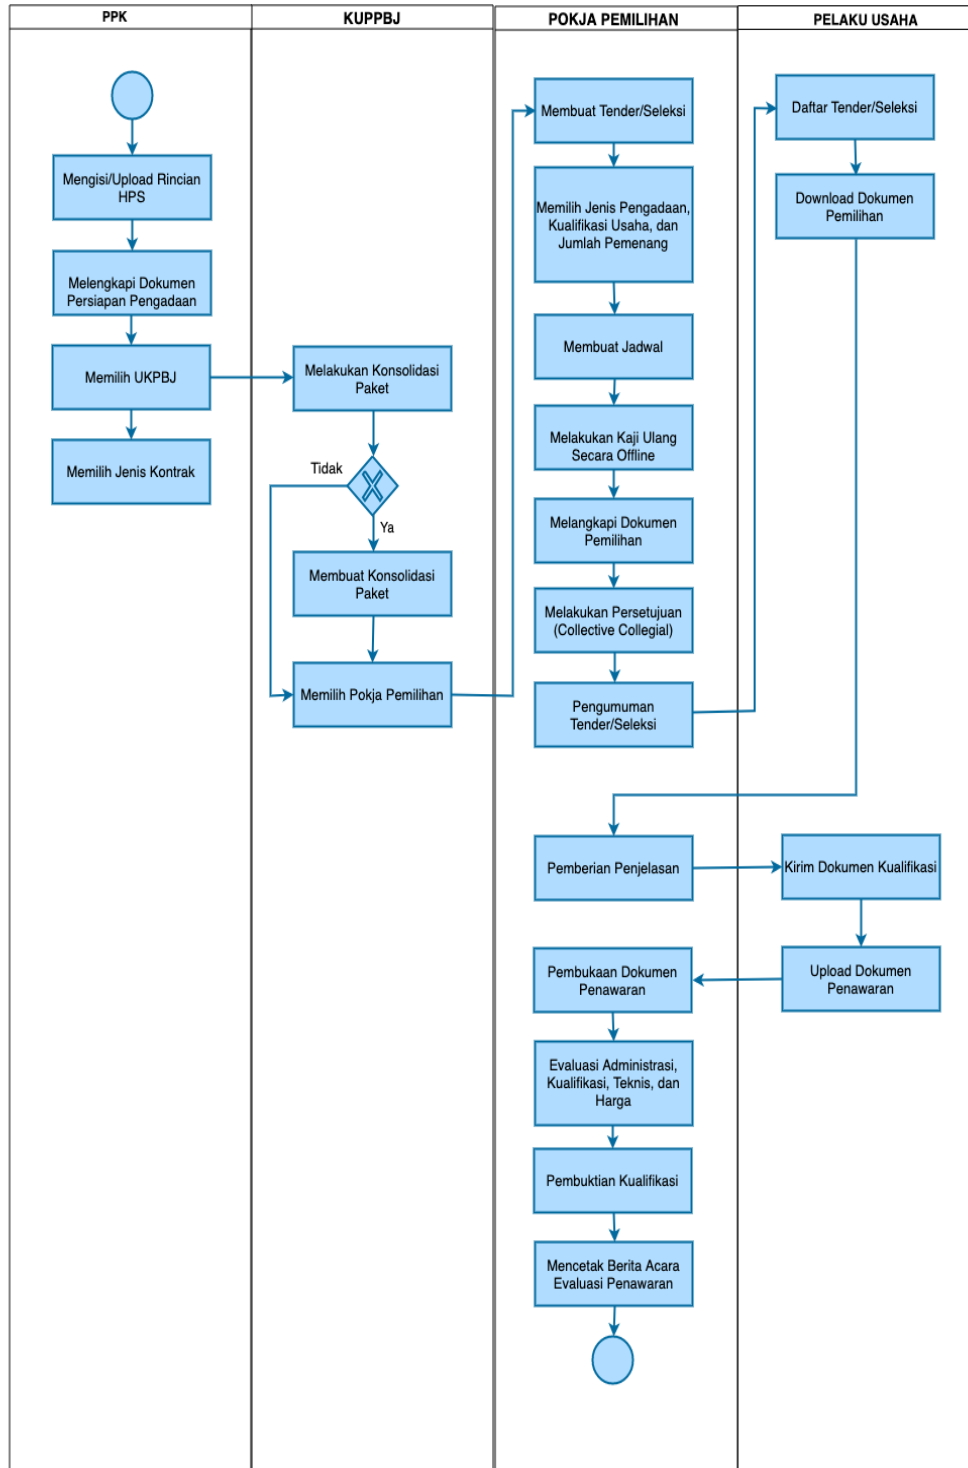 PPK
KUPPBJ
POKJA PEMILIHAN
PELAKU USAHA
Mengisi/Upload Rincian
HPS
Melengkapi Dokumen
Persiapan Pengadaan
Memilih UKPBJ
Memilih Jenis Kontrak
Melakukan Konsolidasi
Paket
Tidak
Ya
Membuat Konsolidasi
Paket
Memilih Pokja Pemilihan
Membuat Tender/Seleksi
Memilih Jenis Pengadaan,
Kualifikasi Usaha, dan
Jumlah Pemenang
Membuat Jadwal
Melakukan Kaji Ulang
Secara Offline
Melangkapi Dokumen
Pemilihan
Melakukan Persetujuan
(Collective Collegial)
Pengumuman
Tender/Seleksi
Daftar Tender/Seleksi
Download Dokumen
Pemilihan
Pemberian Penjelasan
Kirim Dokumen Kualifikasi
Upload Dokumen
Penawaran
Pembukaan Dokumen
Penawaran
Evaluasi Administrasi,
Kualifikasi, Teknis, dan
Harga
Pembuktian Kualifikasi
Mencetak Berita Acara
Evaluasi Penawaran